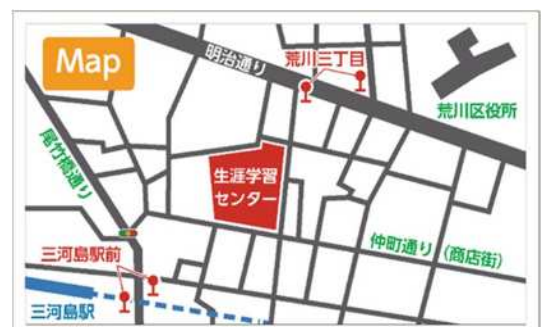 Map
明治通り
荒川三丁目
荒川区役所
尾竹橋通り
生涯学習
センター
仲町通り（商店街）
三河島駅前
三河島駅